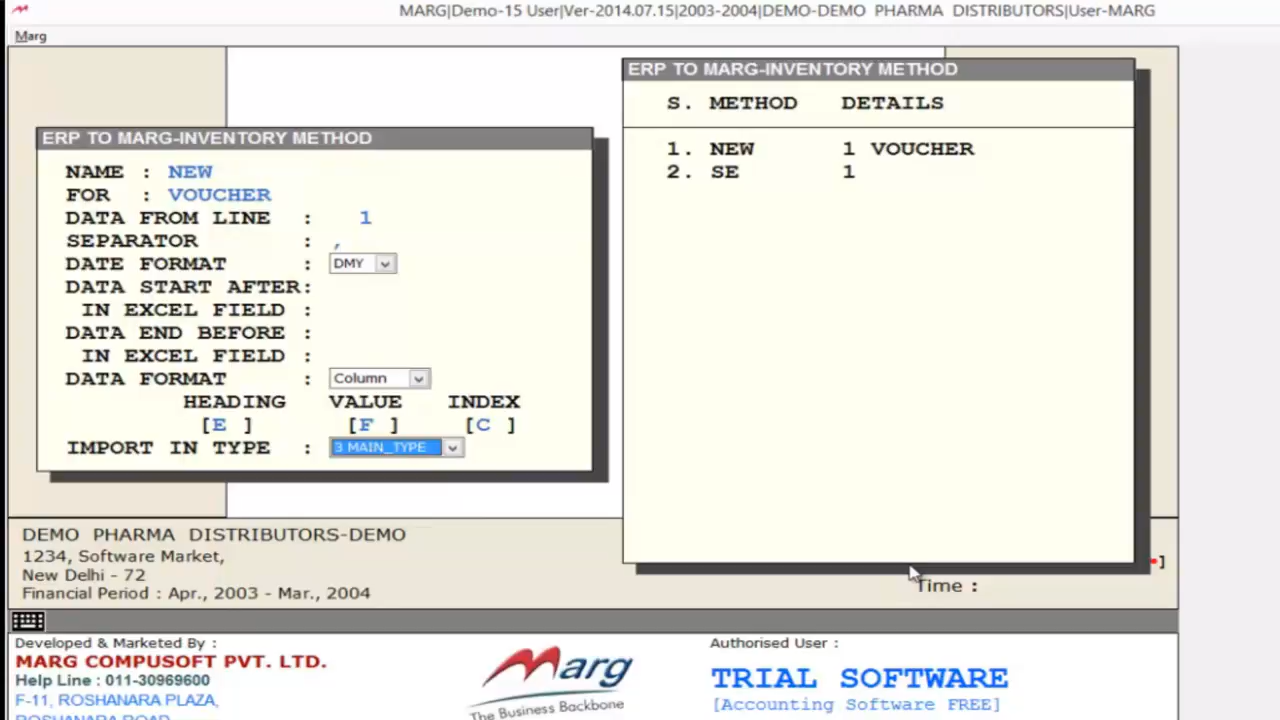 MARG|Demo-15 User|Ver-2014.07.15|2003-2004|DEMO-DEMO PHARMA DISTRIBUTORS|User-MARG
Marg
ERP TO MARG-INVENTORY METHOD
NAME : NEW
FOR : VOUCHER
DATA FROM LINE : 1
SEPARATOR : ,
DATE FORMAT : DMY
DATA START AFTER:
IN EXCEL FIELD :
DATA END BEFORE :
IN EXCEL FIELD :
DATA FORMAT : Column
HEADING VALUE INDEX
[E ] [F ] [C ]
IMPORT IN TYPE : 3 MAIN_TYPE
ERP TO MARG-INVENTORY METHOD
S. METHOD DETAILS
1. NEW 1 VOUCHER
2. SE 1
DEMO PHARMA DISTRIBUTORS-DEMO
1234, Software Market,
New Delhi - 72
Financial Period : Apr., 2003 - Mar., 2004
]
Time :
Developed & Marketed By :
MARG COMPUSOFT PVT. LTD.
Help Line : 011-30969600
F-11, ROSHANARA PLAZA,
ROSHANARA ROAD
Marg
The Business Backbone
Authorised User :
TRIAL SOFTWARE
[Accounting Software FREE]